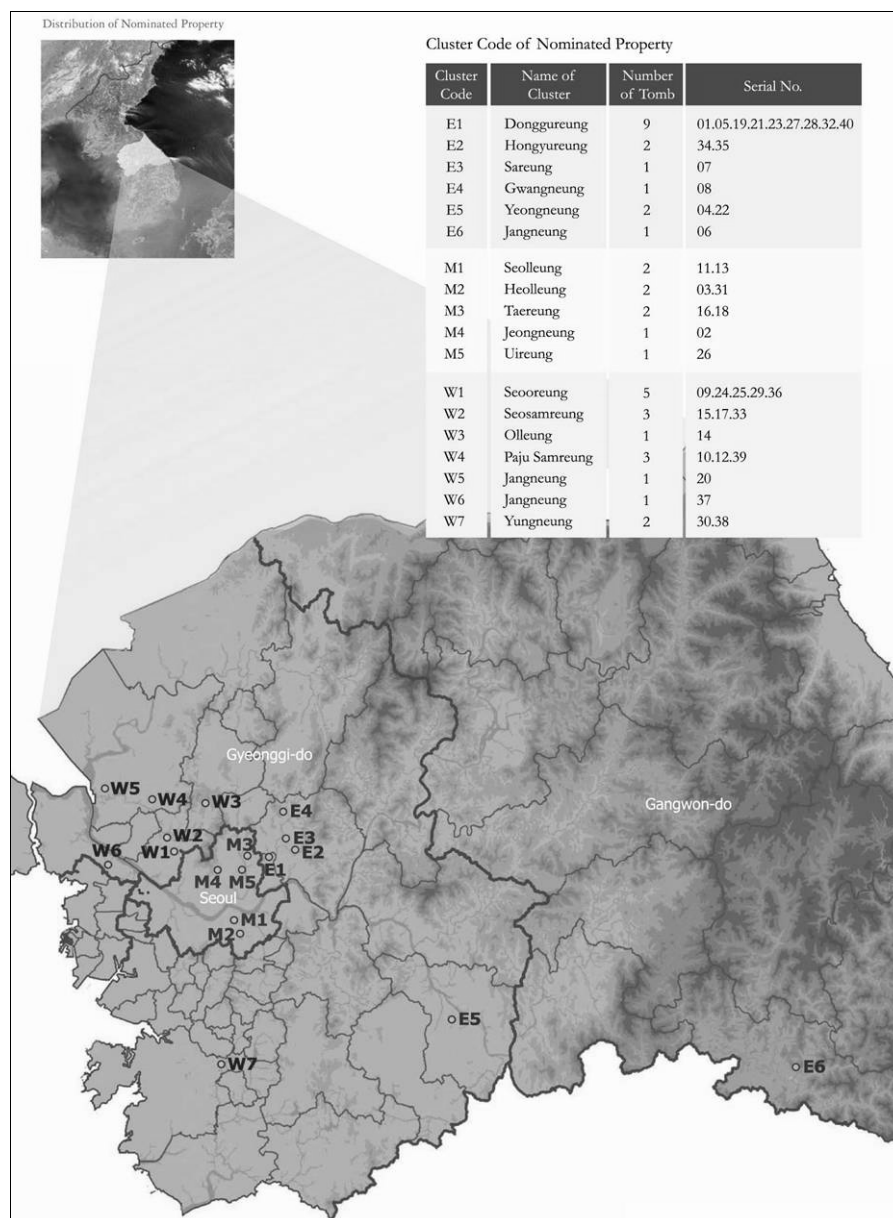 Distribution of Nominated Property
Cluster Code of Nominated Property
Cluster Code Name of Cluster Number of Tomb Serial No.
E1 Donggureung 9 01.05.19.21.23.27.28.32.40
E2 Hongyureung 2 34.35
E3 Sareung 1 07
E4 Gwangneung 1 08
E5 Yeongneung 2 04.22
E6 Jangneung 1 06
M1 Seolleung 2 11.13
M2 Heolleung 2 03.31
M3 Taereung 2 16.18
M4 Jeongneung 1 02
M5 Uireung 1 26
W1 Seooreung 5 09.24.25.29.36
W2 Seosamreung 3 15.17.33
W3 Olleung 1 14
W4 Paju Samreung 3 10.12.39
W5 Jangneung 1 20
W6 Jangneung 1 37
W7 Yungneung 2 30.38
Gyeonggi-do
W5
W4
W3
Gangwon-do
E4
W2
E3
W1
M3
E2
W6
E1
M4
M5
Seoul
M1
M2
E5
W7
E6